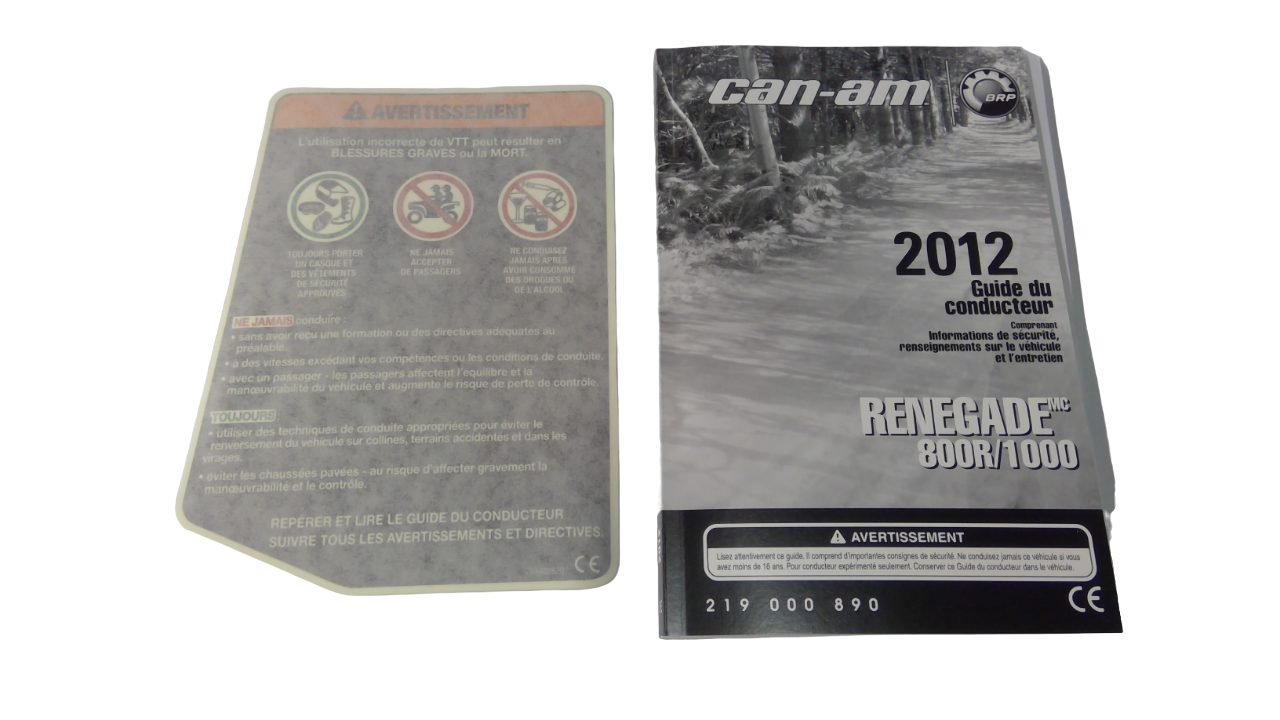 AVERTISSEMENT
L'utilisation incorrecte de VTT peut resulter en
BLESSURES GRAVES ou la MORT.
TOUJOURS PORTER
UN CASQUE ET
DES VÊTEMENTS
DE SÉCURITÉ
APPROUVÉS
NE JAMAIS
ACCEPTER
DE PASSAGERS
NE CONDUISEZ
JAMAIS APRES
AVOIR CONSOMMÉ
DES DROGUES OU
DE L'ALCOOL
NE JAMAIS conduire :
• sans avoir reçu une formation ou des directives adéquates au
préalable.
• a des vitesses excédant vos compétences ou les conditions de conduite.
• avec un passager - les passagers affectent l'équilibre et la
manœuvrabilité du véhicule et augmente le risque de perte de contrôle.
TOUJOURS :
• utiliser des techniques de conduite appropriées pour éviter le
renversement du véhicule sur collines, terrains accidentés et dans les
virages.
• eviter les chaussées pavées - au risque d'affecter gravement la
manœuvrabilité et le contrôle.
REPÉRER ET LIRE LE GUIDE DU CONDUCTEUR
SUIVRE TOUS LES AVERTISSEMENTS ET DIRECTIVES.
CE
can-am
BRP
2012
Guide du
conducteur
Comprenant
Informations de sécurité,
renseignements sur le véhicule
et l'entretien
RENEGADE MC
800R/1000
AVERTISSEMENT
Lisez attentivement ce guide. Il comprend d'importantes consignes de sécurité. Ne conduisez jamais ce véhicule si vous
avez moins de 16 ans. Pour conducteur expérimenté seulement. Conserver ce Guide du conducteur dans le véhicule.
219 000 890
CE